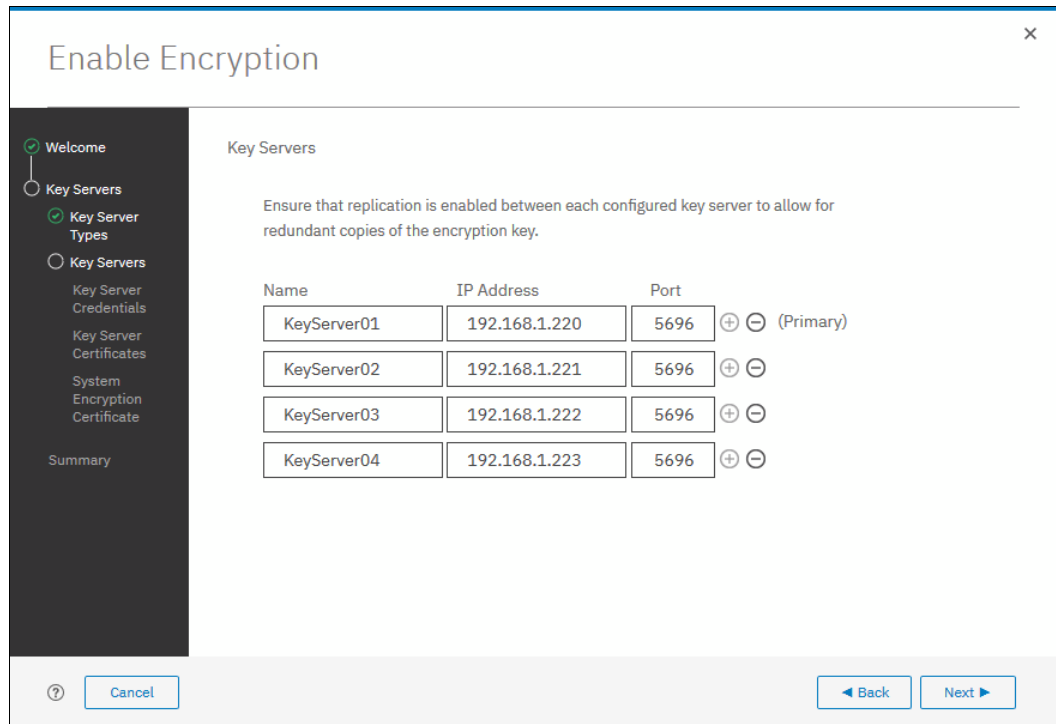 Enable Encryption
Welcome
Key Servers
Key Server
Types
Key Servers
Key Server
Credentials
Key Server
Certificates
System
Encryption
Certificate
Summary
Key Servers
Ensure that replication is enabled between each configured key server to allow for
redundant copies of the encryption key.
Name IP Address Port
KeyServer01 192.168.1.220 5696 (Primary)
KeyServer02 192.168.1.221 5696
KeyServer03 192.168.1.222 5696
KeyServer04 192.168.1.223 5696
? Cancel ◄ Back Next ►